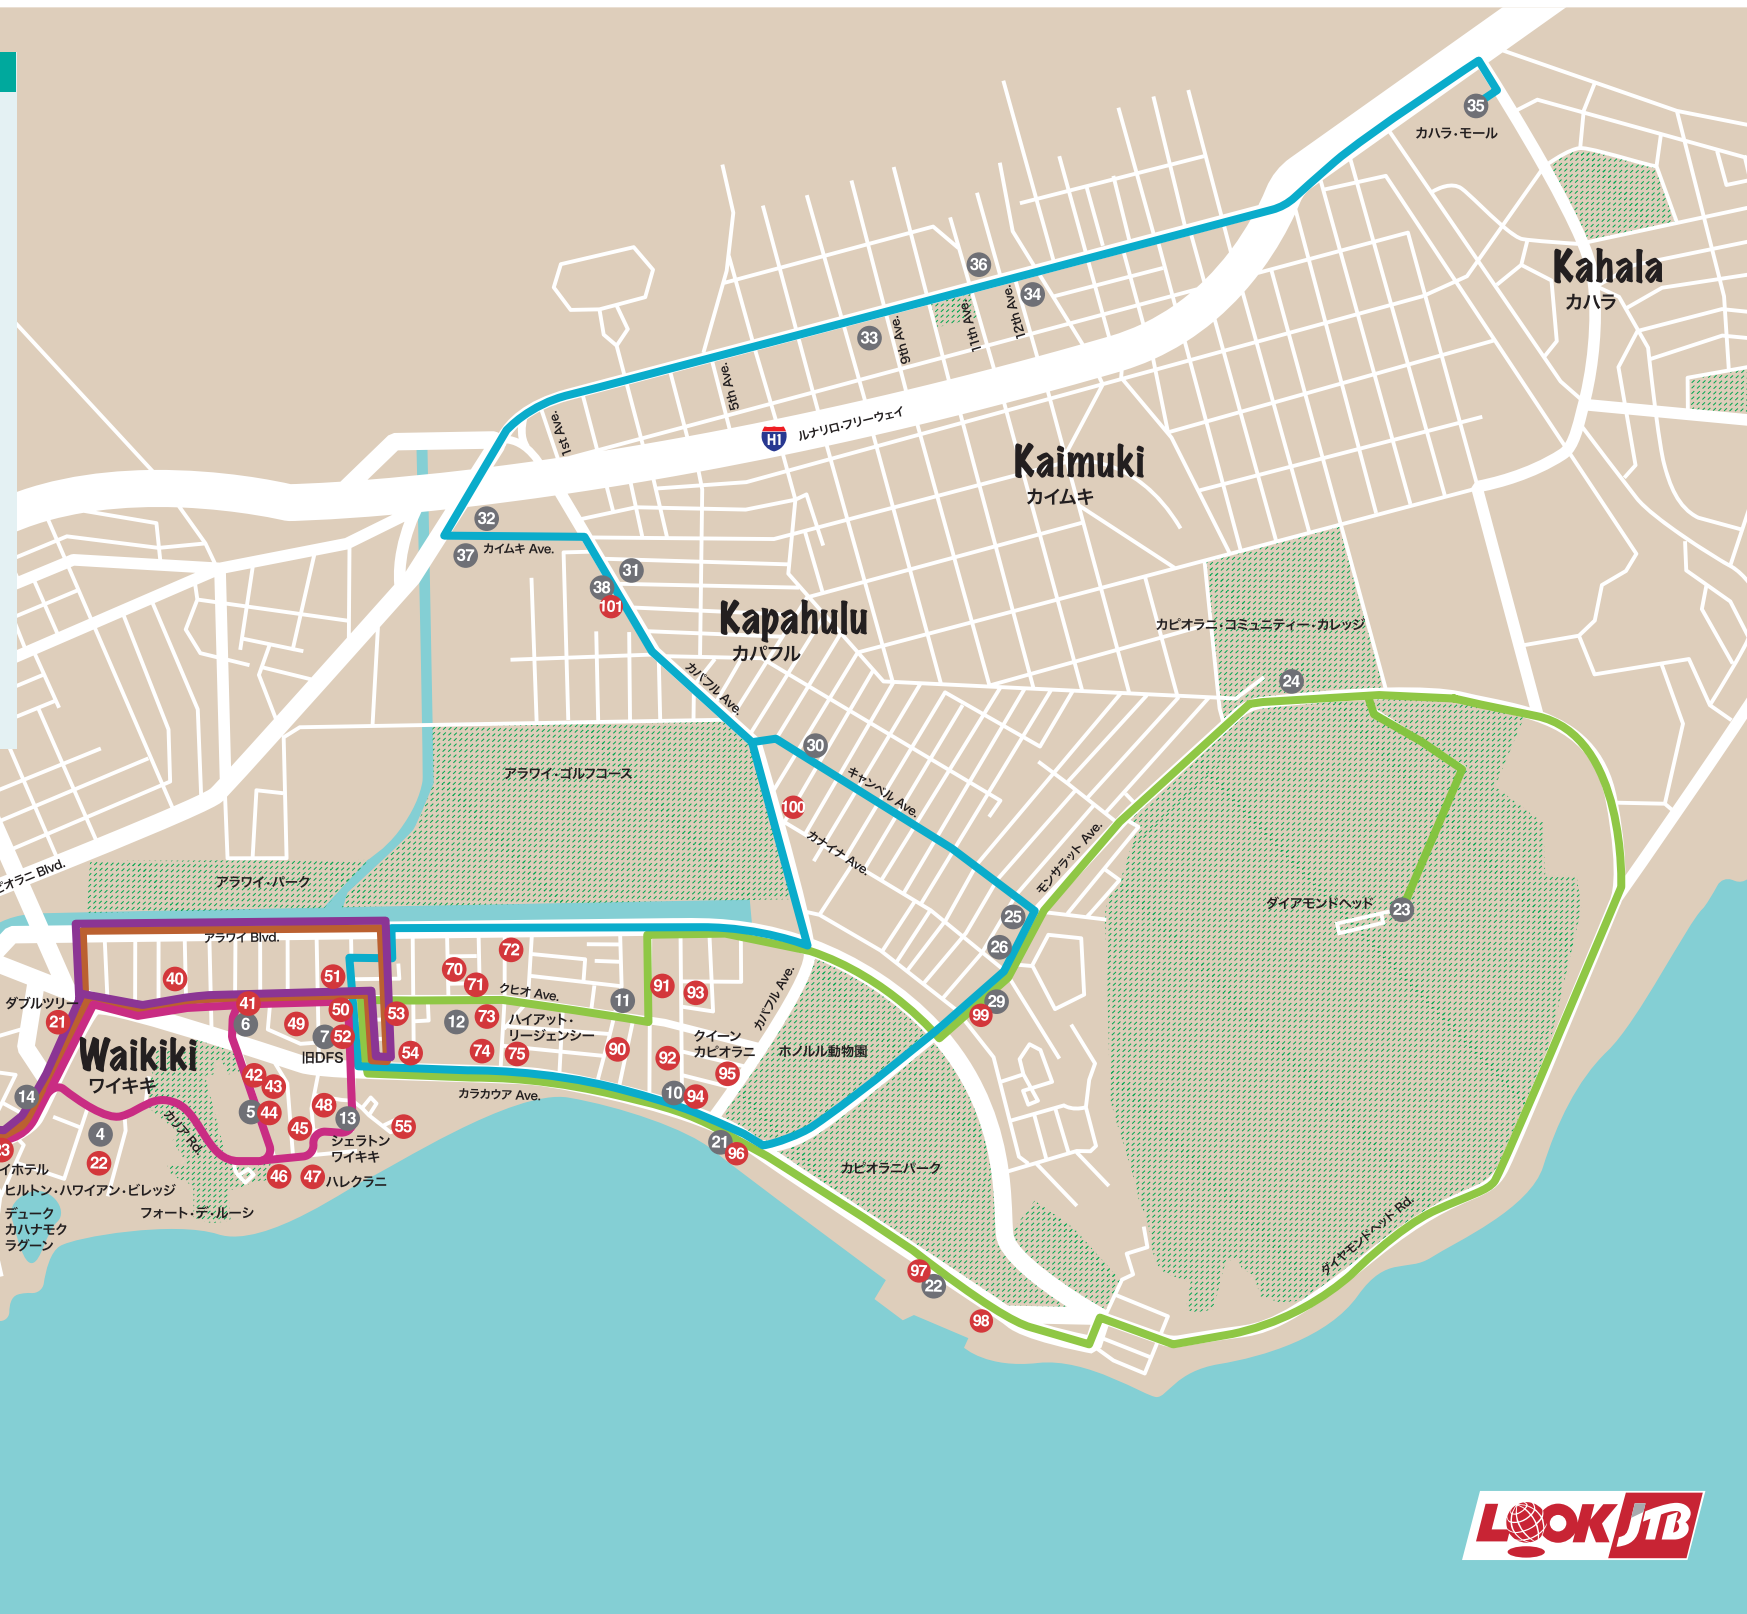 35
カハラ・モール
Kahala
カハラ
36
34
12th Ave.
11th Ave.
33
9th Ave.
5th Ave.
1st Ave.
H1
ルナリロ・フリーウェイ
Kaimuki
カイムキ
32
37
カイムキ Ave.
31
38
101
Kapahulu
カパフル
カパフル Ave.
カピオラニ・コミュニティー・カレッジ
24
30
アラワイ・ゴルフコース
キャンベル Ave.
100
カナイナ Ave.
モンサラット Ave.
ピオラニ Blvd.
アラワイ・パーク
ダイアモンドヘッド
23
25
26
アラワイ Blvd.
72
70
71
51
40
クヒオ Ave.
11
91
93
カパフル Ave.
29
99
ダブルツリー
21
41
6
49
50
7
52
旧DFS
53
54
12
73
ハイアット・
リージェンシー
74
75
90
クイーン
カピオラニ
92
95
10
94
ホノルル動物園
Waikiki
ワイキキ
14
42
43
5
44
48
45
13
55
カラカウア Ave.
シェラトン
ワイキキ
4
22
カリア Rd.
46
47
ハレクラニ
21
96
カピオラニパーク
23
イホテル
ヒルトン・ハワイアン・ビレッジ
フォート・デ・ルーシ
デューク
カハナモク
ラグーン
ダイヤモンドヘッド Rd.
97
22
98
LOOK JTB